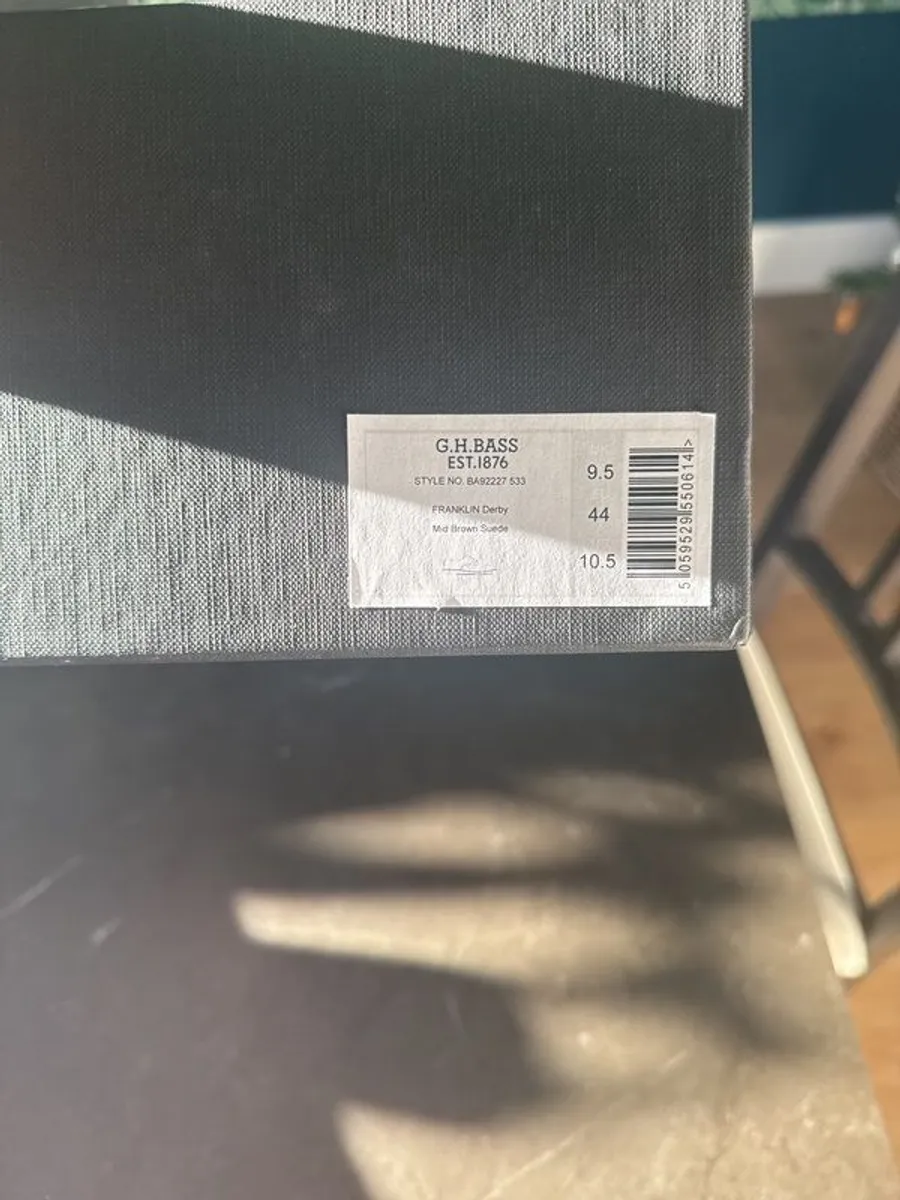 G.H.BASS
EST.1876
STYLE NO. BA92227 533
FRANKLIN Derby
Mid Brown Suede
9.5
44
10.5
5 059529 550614 >